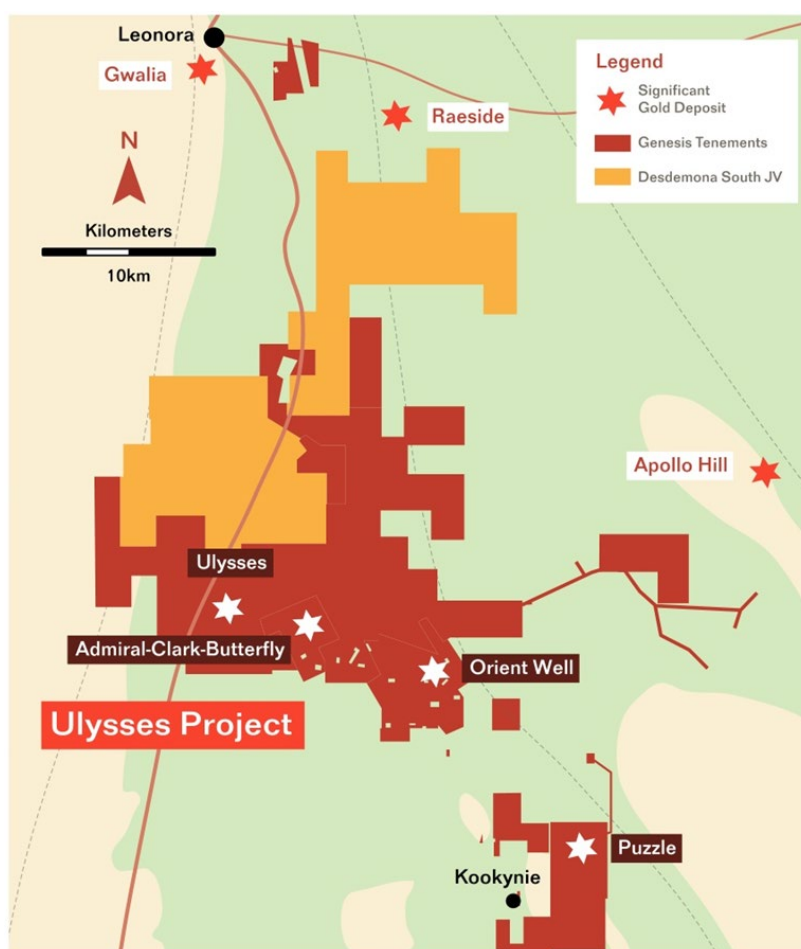 Leonora
Gwalia
Raeside
Legend
Significant
Gold Deposit
Genesis Tenements
Desdemona South JV
N
Kilometers
10km
Apollo Hill
Ulysses
Admiral-Clark-Butterfly
Orient Well
Ulysses Project
Puzzle
Kookynie